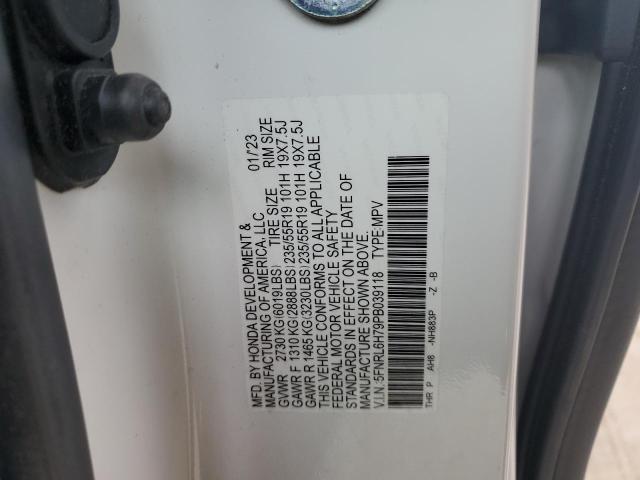 MFD. BY HONDA DEVELOPMENT &
MANUFACTURING OF AMERICA, LLC 01/23
TIRE SIZE RIM SIZE
GVWR 2730 KG(6019LBS)
GAWR F 1310 KG(2888LBS) 235/55R19 101H 19X7.5J
GAWR R 1465 KG(3230LBS) 235/55R19 101H 19X7.5J
THIS VEHICLE CONFORMS TO ALL APPLICABLE
FEDERAL MOTOR VEHICLE SAFETY
STANDARDS IN EFFECT ON THE DATE OF
MANUFACTURE SHOWN ABOVE.
V.I.N.:5FNRL6H79PB039118 TYPE:MPV
THR P AH8 -NH883P -Z -B